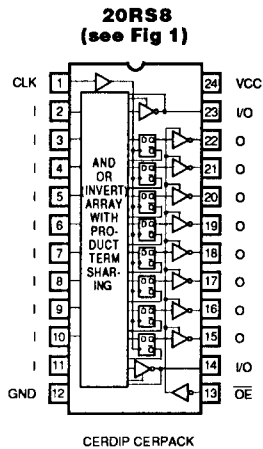 20RS8
(see Fig 1)
CLK 1 24 VCC
I 2 23 I/O
I 3 22 O
I 4 21 O
I 5 20 O
I 6 19 O
I 7 18 O
I 8 17 O
I 9 16 O
I 10 15 O
I 11 14 I/O
GND 12 13 OE
AND
OR
INVERT
ARRAY
WITH
PRO-
DUCT
TERM
SHAR-
ING
CERDIP CERPACK